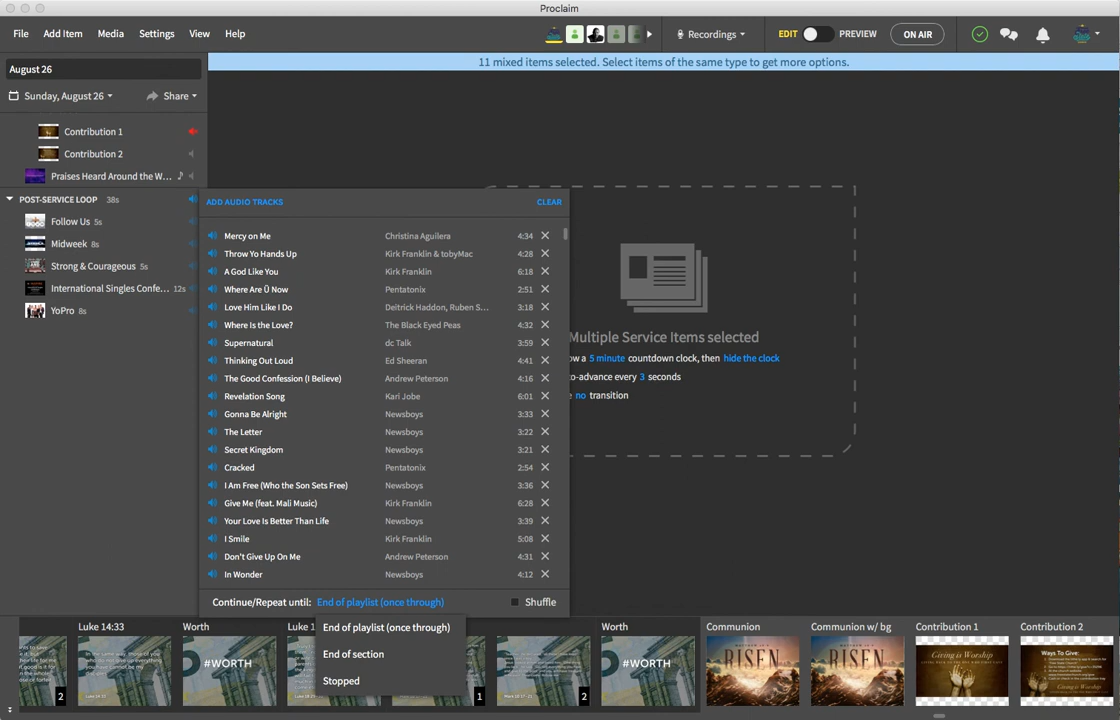 Proclaim
File Add Item Media Settings View Help
Recordings
EDIT PREVIEW
ON AIR
August 26
Sunday, August 26
Share
11 mixed items selected. Select items of the same type to get more options.
Contribution 1
Contribution 2
Praises Heard Around the W...
POST-SERVICE LOOP 38s
Follow Us 5s
Midweek 8s
Strong & Courageous 5s
International Singles Confe... 12s
YoPro 8s
ADD AUDIO TRACKS CLEAR
Mercy on Me Christina Aguilera 4:34
Throw Yo Hands Up Kirk Franklin & tobyMac 4:28
A God Like You Kirk Franklin 6:18
Where Are Ü Now Pentatonix 2:51
Love Him Like I Do Deitrick Haddon, Ruben S... 3:18
Where Is the Love? The Black Eyed Peas 4:32
Supernatural dc Talk 3:59
Thinking Out Loud Ed Sheeran 4:41
The Good Confession (I Believe) Andrew Peterson 4:16
Revelation Song Kari Jobe 6:01
Gonna Be Alright Newsboys 3:33
The Letter Newsboys 3:22
Secret Kingdom Newsboys 3:21
Cracked Pentatonix 2:54
I Am Free (Who the Son Sets Free) Newsboys 3:36
Give Me (feat. Mali Music) Kirk Franklin 6:28
Your Love Is Better Than Life Newsboys 3:39
I Smile Kirk Franklin 5:08
Don't Give Up On Me Andrew Peterson 4:31
In Wonder Newsboys 4:12
Continue/Repeat until: End of playlist (once through) Shuffle
End of playlist (once through)
End of section
Stopped
Multiple Service Items selected
ow a 5 minute countdown clock, then hide the clock
to-advance every 3 seconds
e no transition
Luke 14:33
2
Worth
#WORTH
Luke 1
1
2
Worth
#WORTH
Communion
RISEN
Communion w/ bg
RISEN
Contribution 1
Giving is Worship
Contribution 2
Ways To Give: